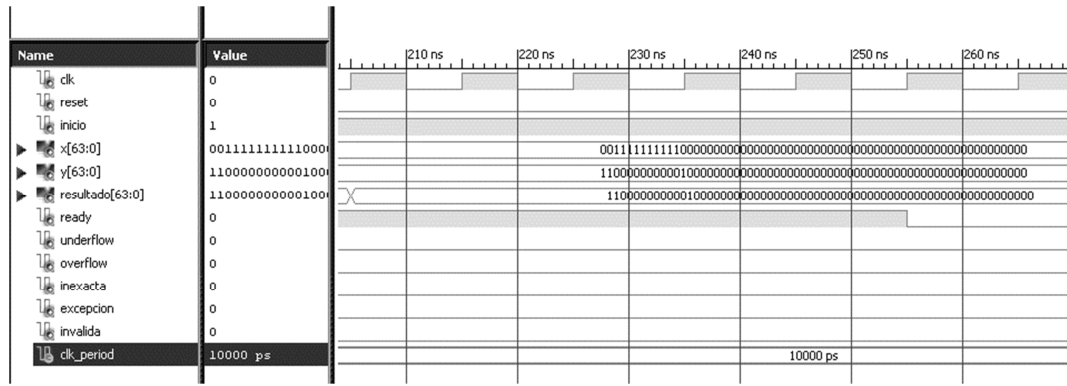 Name Value 210 ns 220 ns 230 ns 240 ns 250 ns 260 ns
clk 0
reset 0
inicio 1
x[63:0] 0011111111110000 0011111111110000000000000000000000000000000000000000000000000000
y[63:0] 1100000000001000 1100000000001000000000000000000000000000000000000000000000000000
resultado[63:0] 1100000000001000 1100000000001000000000000000000000000000000000000000000000000000
ready 0
underflow 0
overflow 0
inexacta 0
excepcion 0
invalida 0
clk_period 10000 ps 10000 ps